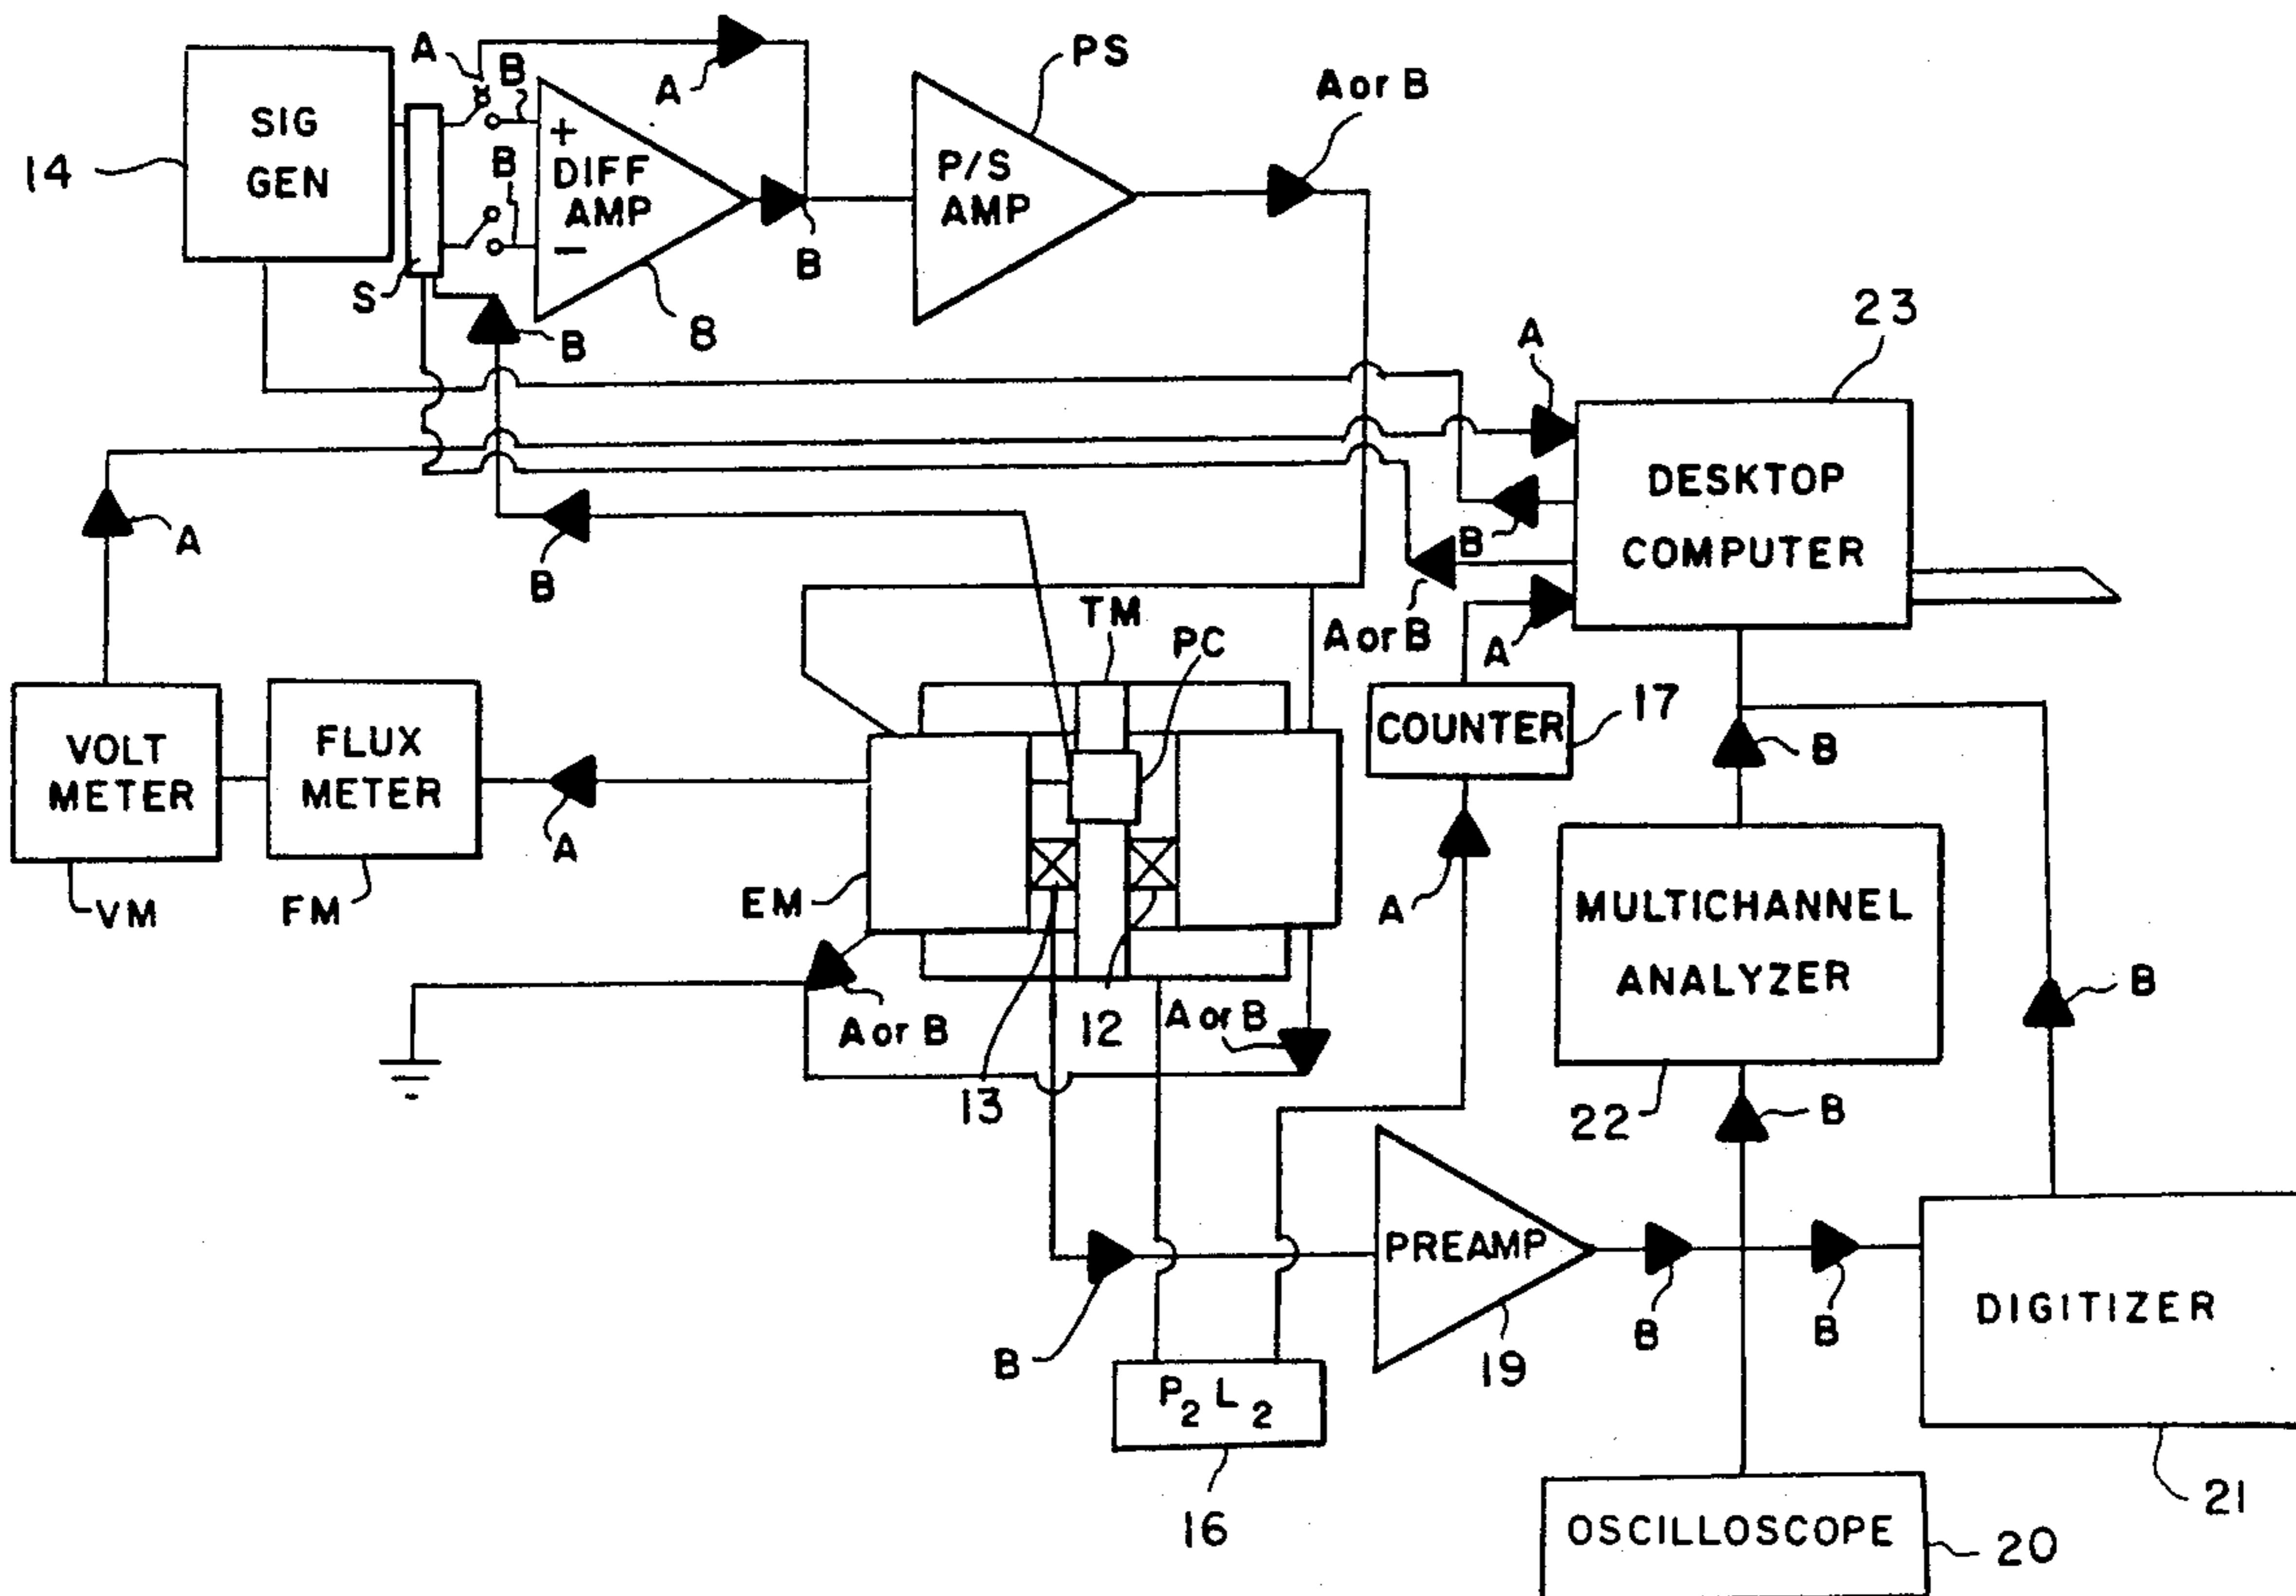 A
B
A
PS
A or B
SIG
GEN
14
+
DIFF
AMP
−
B
B
S
B
8
P/S
AMP
23
A
DESKTOP
COMPUTER
B
A or B
A
A
B
TM
PC
COUNTER
17
VOLT
METER
VM
FLUX
METER
FM
A
EM
A or B
13
12
A or B
A
B
MULTICHANNEL
ANALYZER
22
B
B
B
PREAMP
19
B
B
DIGITIZER
21
P2 L2
16
OSCILLOSCOPE
20